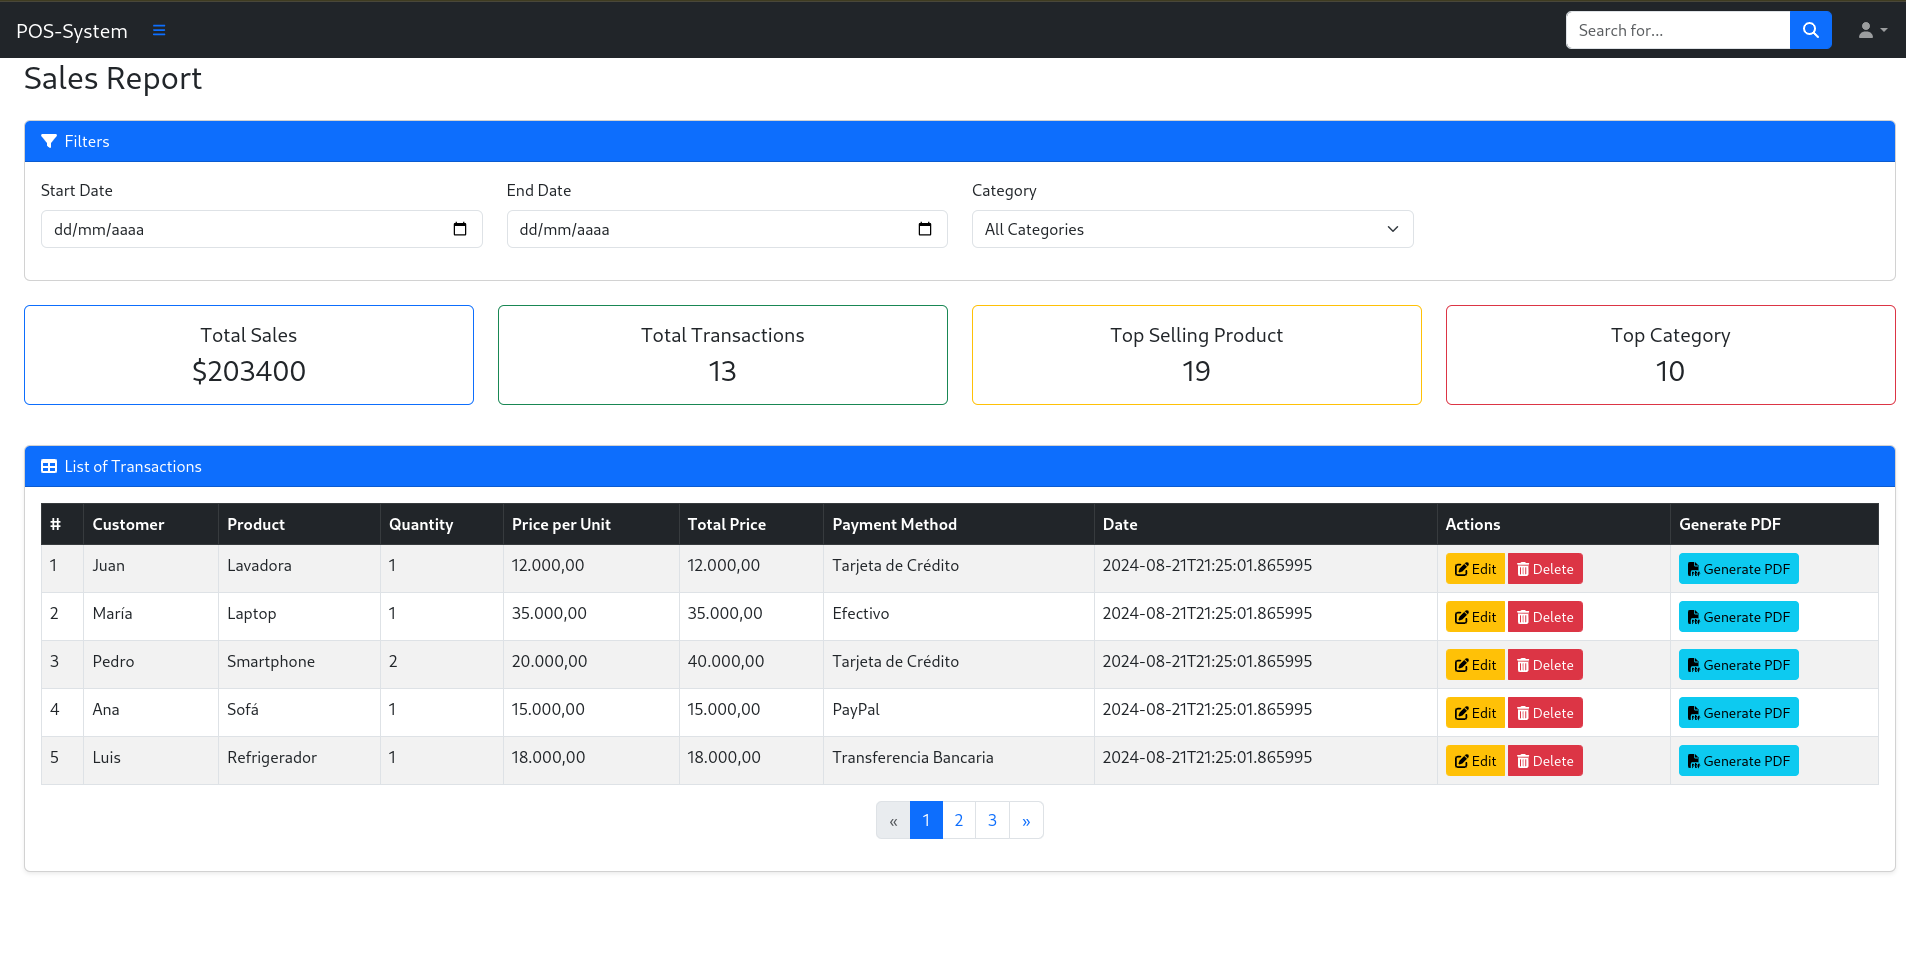 POS-System Search for...
Sales Report
Filters
Start Date End Date Category
dd/mm/aaaa dd/mm/aaaa All Categories
Total Sales Total Transactions Top Selling Product Top Category
$203400 13 19 10
List of Transactions
# Customer Product Quantity Price per Unit Total Price Payment Method Date Actions Generate PDF
1 Juan Lavadora 1 12.000,00 12.000,00 Tarjeta de Crédito 2024-08-21T21:25:01.865995 Edit Delete Generate PDF
2 María Laptop 1 35.000,00 35.000,00 Efectivo 2024-08-21T21:25:01.865995 Edit Delete Generate PDF
3 Pedro Smartphone 2 20.000,00 40.000,00 Tarjeta de Crédito 2024-08-21T21:25:01.865995 Edit Delete Generate PDF
4 Ana Sofá 1 15.000,00 15.000,00 PayPal 2024-08-21T21:25:01.865995 Edit Delete Generate PDF
5 Luis Refrigerador 1 18.000,00 18.000,00 Transferencia Bancaria 2024-08-21T21:25:01.865995 Edit Delete Generate PDF
« 1 2 3 »